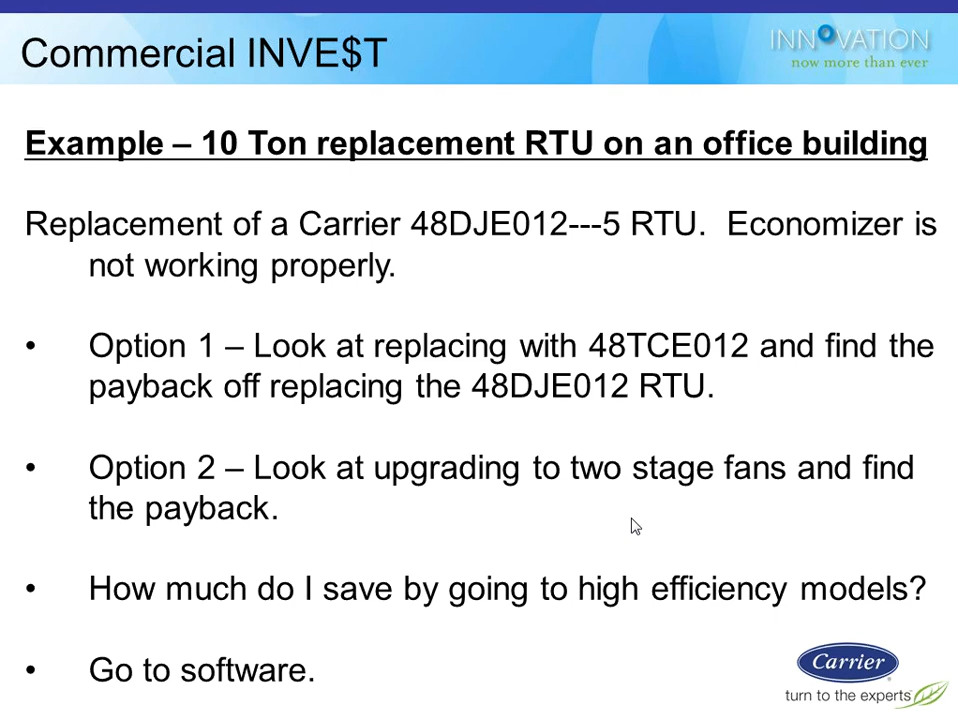 Commercial INVE$T
INNOVATION
now more than ever
Example – 10 Ton replacement RTU on an office building
Replacement of a Carrier 48DJE012---5 RTU.  Economizer is
not working properly.
• Option 1 – Look at replacing with 48TCE012 and find the
payback off replacing the 48DJE012 RTU.
• Option 2 – Look at upgrading to two stage fans and find
the payback.
• How much do I save by going to high efficiency models?
• Go to software.
Carrier
turn to the experts